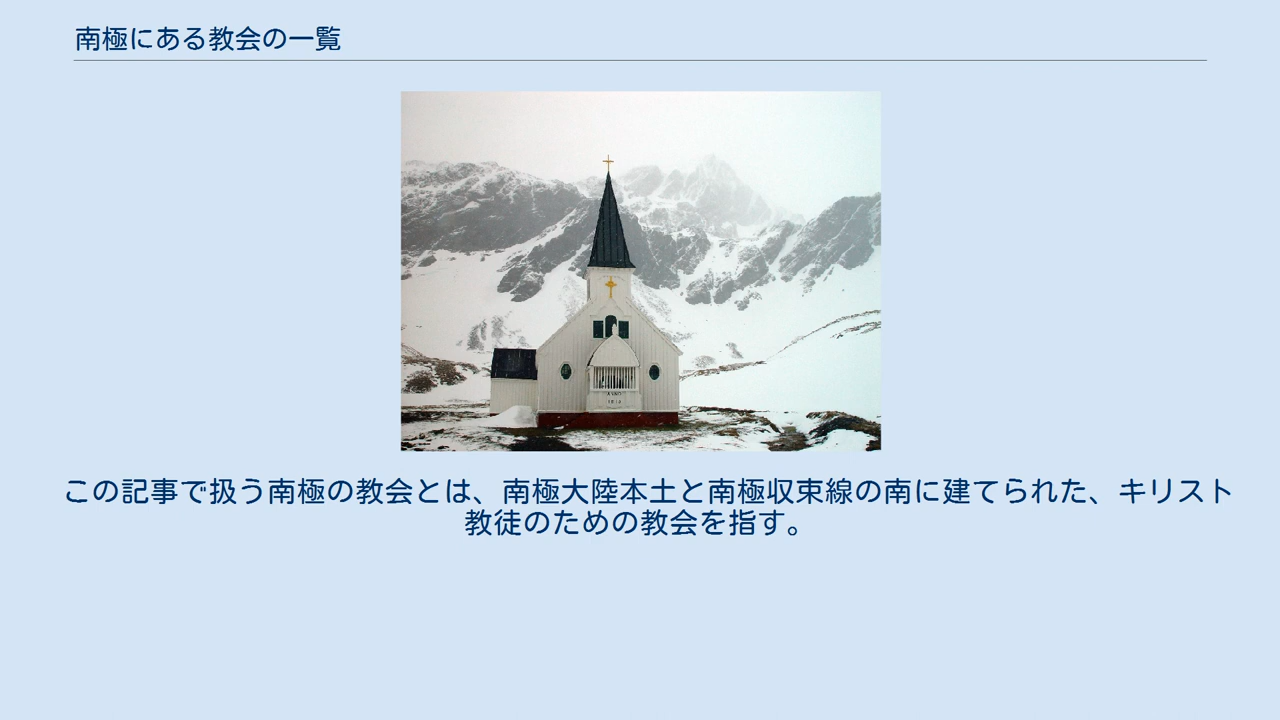 南極にある教会の一覧
ANNO
1913
この記事で扱う南極の教会とは、南極大陸本土と南極収束線の南に建てられた、キリスト
教徒のための教会を指す。